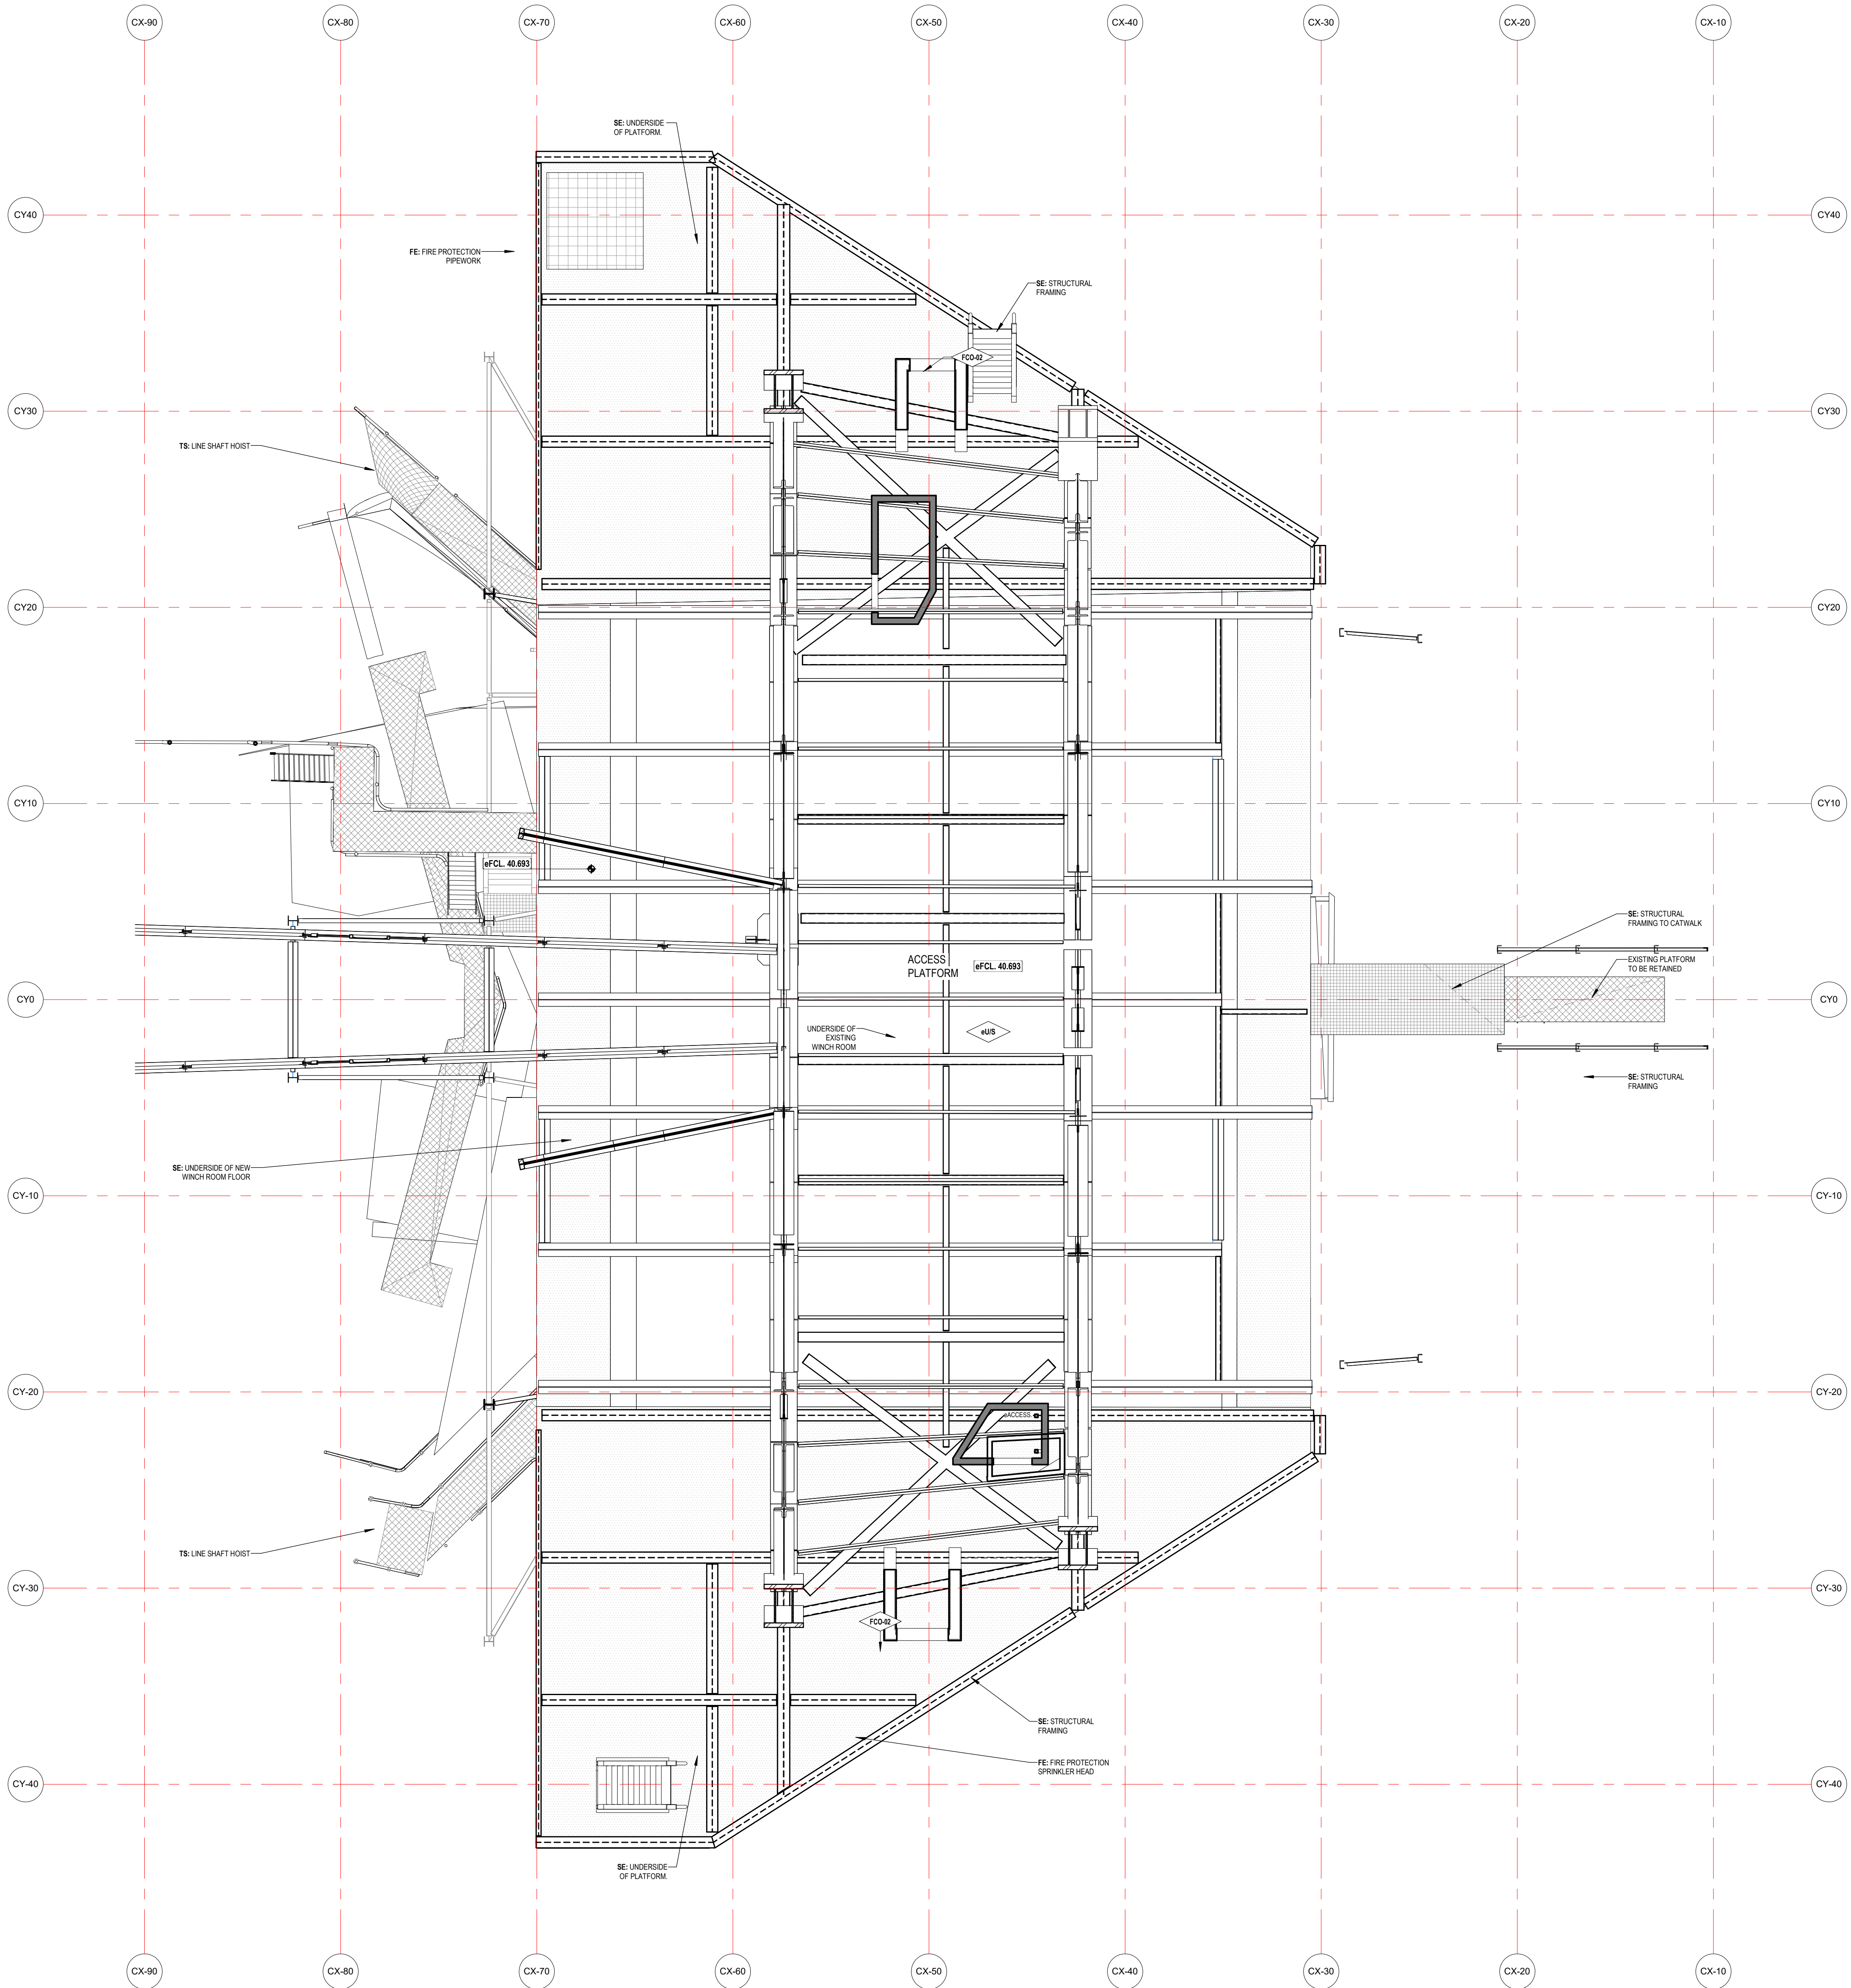 CX-90
CX-80
CX-70
CX-60
CX-50
CX-40
CX-30
CX-20
CX-10
SE: UNDERSIDE
OF PLATFORM.
CY40
CY40
FE: FIRE PROTECTION
PIPEWORK
SE: STRUCTURAL
FRAMING
FCO-02
CY30
CY30
TS: LINE SHAFT HOIST
CY20
CY20
CY10
CY10
eFCL. 40.693
SE: STRUCTURAL
FRAMING TO CATWALK
ACCESS
PLATFORM
eFCL. 40.693
EXISTING PLATFORM
TO BE RETAINED
CY0
CY0
UNDERSIDE OF
EXISTING
WINCH ROOM
eU/S
SE: STRUCTURAL
FRAMING
SE: UNDERSIDE OF NEW
WINCH ROOM FLOOR
CY-10
CY-10
CY-20
CY-20
eACCESS.
TS: LINE SHAFT HOIST
CY-30
CY-30
FCO-02
SE: STRUCTURAL
FRAMING
FE: FIRE PROTECTION
SPRINKLER HEAD
CY-40
CY-40
SE: UNDERSIDE
OF PLATFORM.
CX-90
CX-80
CX-70
CX-60
CX-50
CX-40
CX-30
CX-20
CX-10